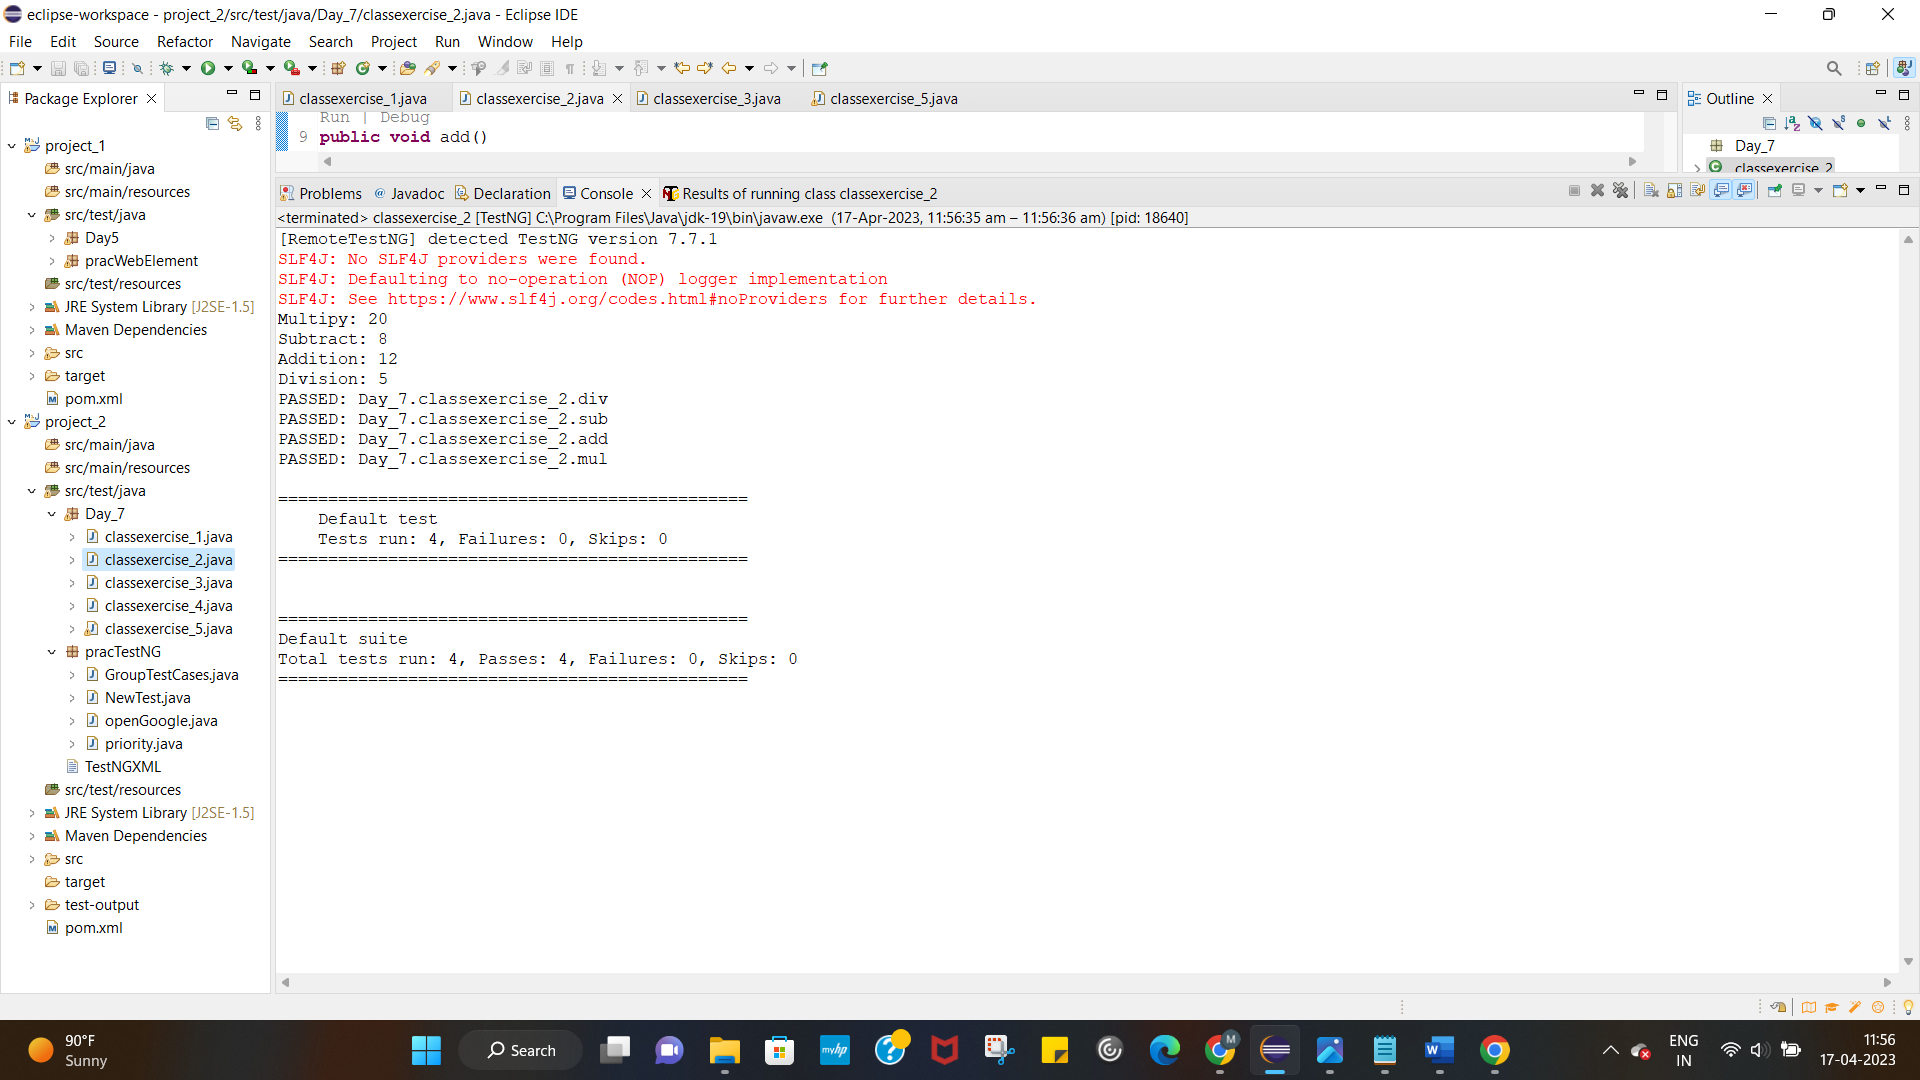 eclipse-workspace - project_2/src/test/java/Day_7/classexercise_2.java - Eclipse IDE
File Edit Source Refactor Navigate Search Project Run Window Help
Package Explorer
project_1
src/main/java
src/main/resources
src/test/java
Day5
pracWebElement
src/test/resources
JRE System Library [J2SE-1.5]
Maven Dependencies
src
target
pom.xml
project_2
src/main/java
src/main/resources
src/test/java
Day_7
classexercise_1.java
classexercise_2.java
classexercise_3.java
classexercise_4.java
classexercise_5.java
pracTestNG
GroupTestCases.java
NewTest.java
openGoogle.java
priority.java
TestNGXML
src/test/resources
JRE System Library [J2SE-1.5]
Maven Dependencies
src
target
test-output
pom.xml
classexercise_1.java classexercise_2.java classexercise_3.java classexercise_5.java
Run | Debug
9 public void add()
Outline
Day_7
classexercise_2
Problems Javadoc Declaration Console Results of running class classexercise_2
<terminated> classexercise_2 [TestNG] C:\Program Files\Java\jdk-19\bin\javaw.exe (17-Apr-2023, 11:56:35 am – 11:56:36 am) [pid: 18640]
[RemoteTestNG] detected TestNG version 7.7.1
SLF4J: No SLF4J providers were found.
SLF4J: Defaulting to no-operation (NOP) logger implementation
SLF4J: See https://www.slf4j.org/codes.html#noProviders for further details.
Multipy: 20
Subtract: 8
Addition: 12
Division: 5
PASSED: Day_7.classexercise_2.div
PASSED: Day_7.classexercise_2.sub
PASSED: Day_7.classexercise_2.add
PASSED: Day_7.classexercise_2.mul
===============================================
Default test
Tests run: 4, Failures: 0, Skips: 0
===============================================
===============================================
Default suite
Total tests run: 4, Passes: 4, Failures: 0, Skips: 0
===============================================
90°F
Sunny
Search
myhp
M
ENG
IN
11:56
17-04-2023